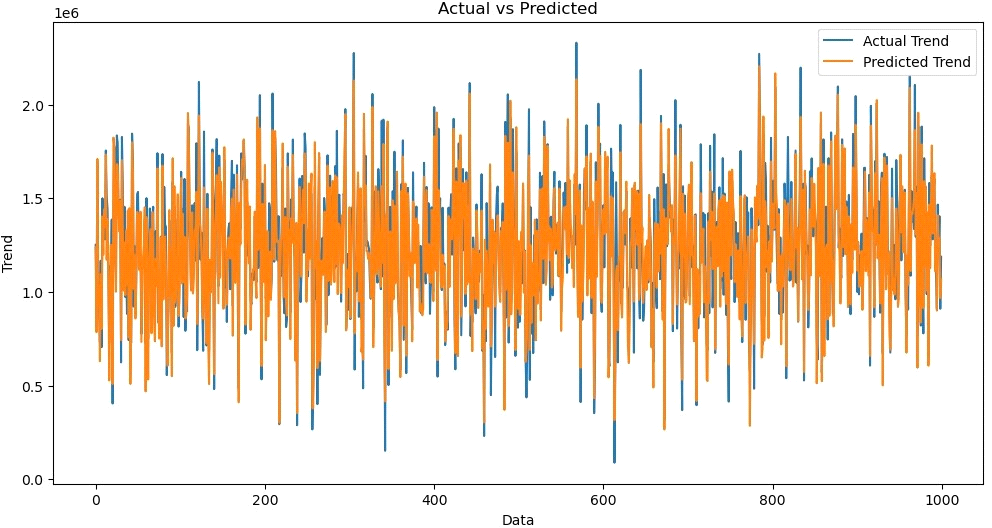 Actual vs Predicted
1e6
Actual Trend
Predicted Trend
2.0
1.5
1.0
0.5
0.0
Trend
0 200 400 600 800 1000
Data